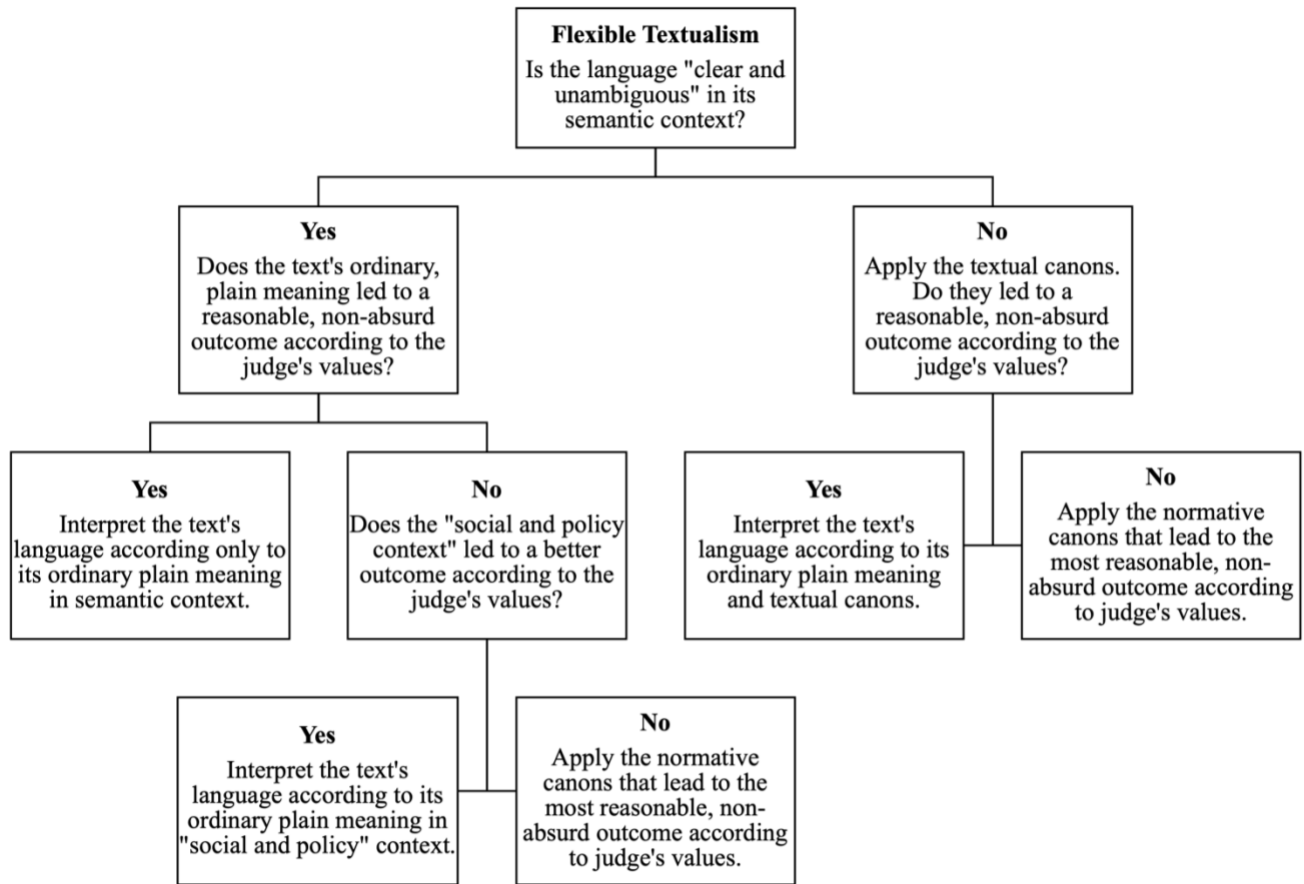 Flexible Textualism
Is the language "clear and
unambiguous" in its
semantic context?
Yes
Does the text's ordinary,
plain meaning led to a
reasonable, non-absurd
outcome according to the
judge's values?
No
Apply the textual canons.
Do they led to a
reasonable, non-absurd
outcome according to the
judge's values?
Yes
Interpret the text's
language according only to
its ordinary plain meaning
in semantic context.
No
Does the "social and policy
context" led to a better
outcome according to the
judge's values?
Yes
Interpret the text's
language according to its
ordinary plain meaning
and textual canons.
No
Apply the normative
canons that lead to the
most reasonable, non-
absurd outcome according
to judge's values.
Yes
Interpret the text's
language according to its
ordinary plain meaning in
"social and policy" context.
No
Apply the normative
canons that lead to the
most reasonable, non-
absurd outcome according
to judge's values.